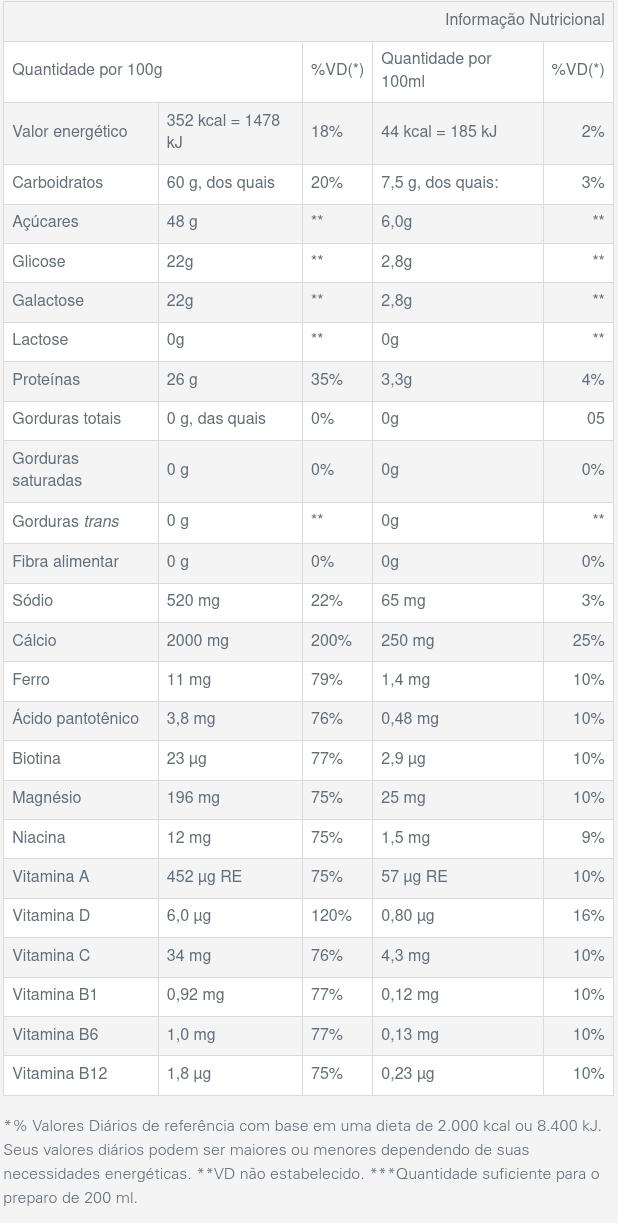 Informação Nutricional
Quantidade por 100g %VD(*) Quantidade por 100ml %VD(*)
Valor energético 352 kcal = 1478 kJ 18% 44 kcal = 185 kJ 2%
Carboidratos 60 g, dos quais 20% 7,5 g, dos quais: 3%
Açúcares 48 g ** 6,0g **
Glicose 22g ** 2,8g **
Galactose 22g ** 2,8g **
Lactose 0g ** 0g **
Proteínas 26 g 35% 3,3g 4%
Gorduras totais 0 g, das quais 0% 0g 05
Gorduras saturadas 0 g 0% 0g 0%
Gorduras trans 0 g ** 0g **
Fibra alimentar 0 g 0% 0g 0%
Sódio 520 mg 22% 65 mg 3%
Cálcio 2000 mg 200% 250 mg 25%
Ferro 11 mg 79% 1,4 mg 10%
Ácido pantotênico 3,8 mg 76% 0,48 mg 10%
Biotina 23 µg 77% 2,9 µg 10%
Magnésio 196 mg 75% 25 mg 10%
Niacina 12 mg 75% 1,5 mg 9%
Vitamina A 452 µg RE 75% 57 µg RE 10%
Vitamina D 6,0 µg 120% 0,80 µg 16%
Vitamina C 34 mg 76% 4,3 mg 10%
Vitamina B1 0,92 mg 77% 0,12 mg 10%
Vitamina B6 1,0 mg 77% 0,13 mg 10%
Vitamina B12 1,8 µg 75% 0,23 µg 10%
*% Valores Diários de referência com base em uma dieta de 2.000 kcal ou 8.400 kJ.
Seus valores diários podem ser maiores ou menores dependendo de suas
necessidades energéticas. **VD não estabelecido. ***Quantidade suficiente para o
preparo de 200 ml.